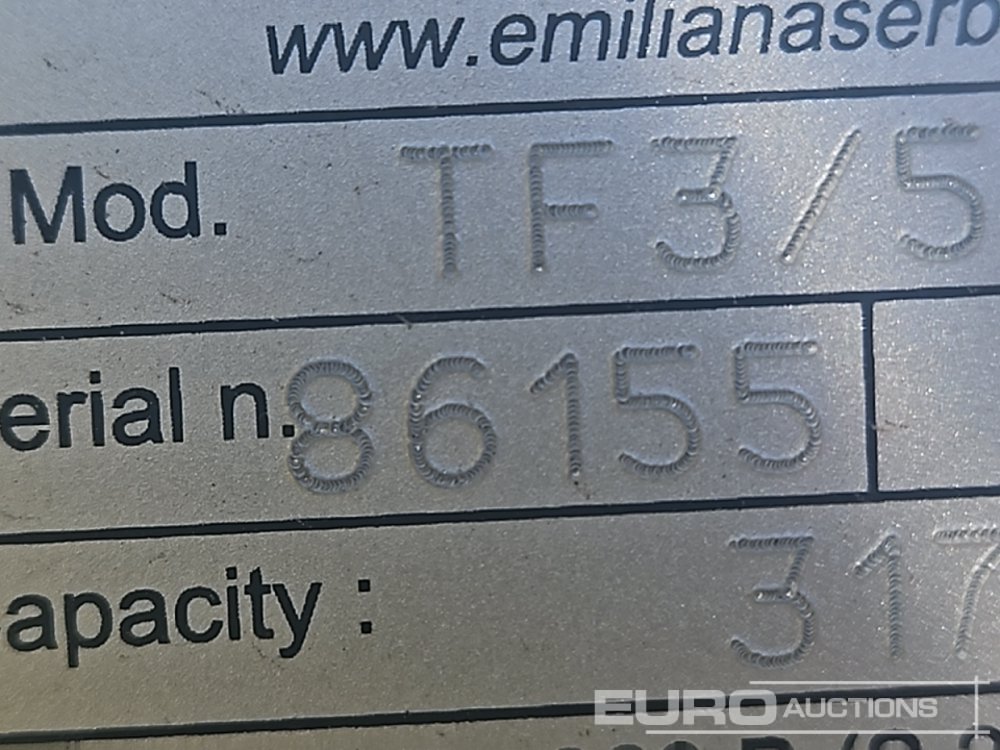 www.emilianaserb
Mod. TF3/5
erial n. 86155
apacity : 317
EURO AUCTIONS